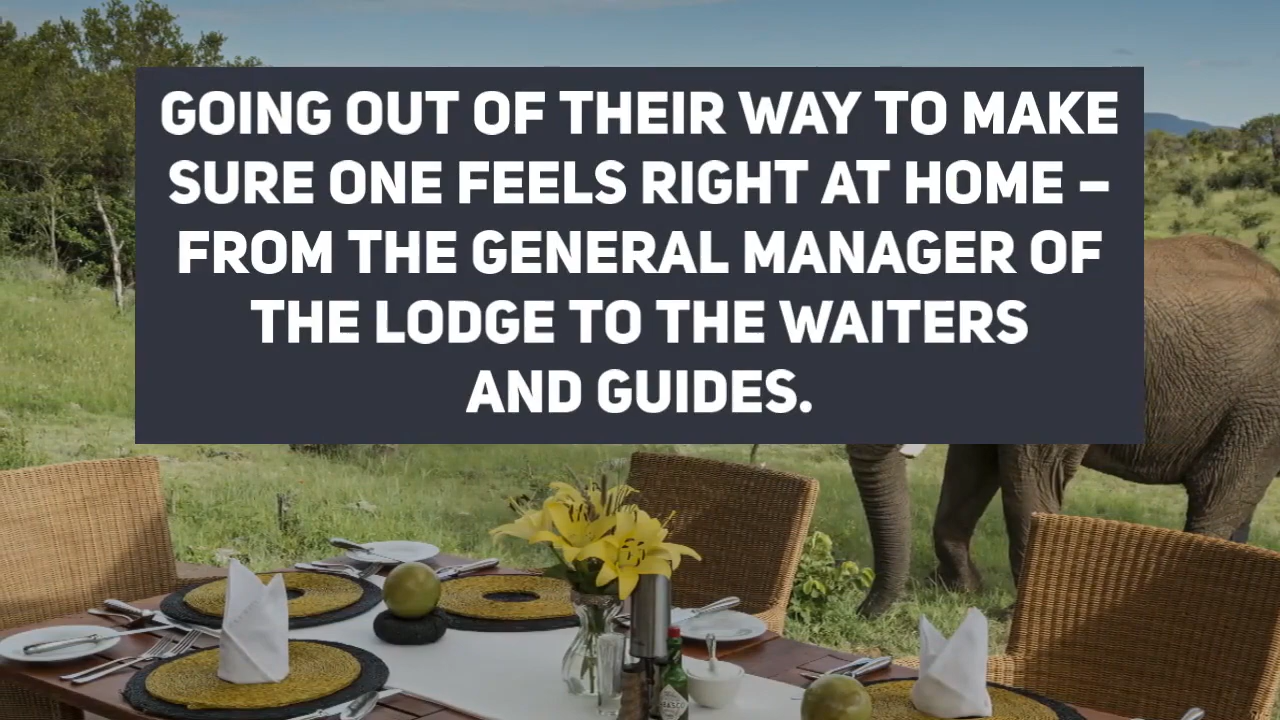 GOING OUT OF THEIR WAY TO MAKE
SURE ONE FEELS RIGHT AT HOME –
FROM THE GENERAL MANAGER OF
THE LODGE TO THE WAITERS
AND GUIDES.